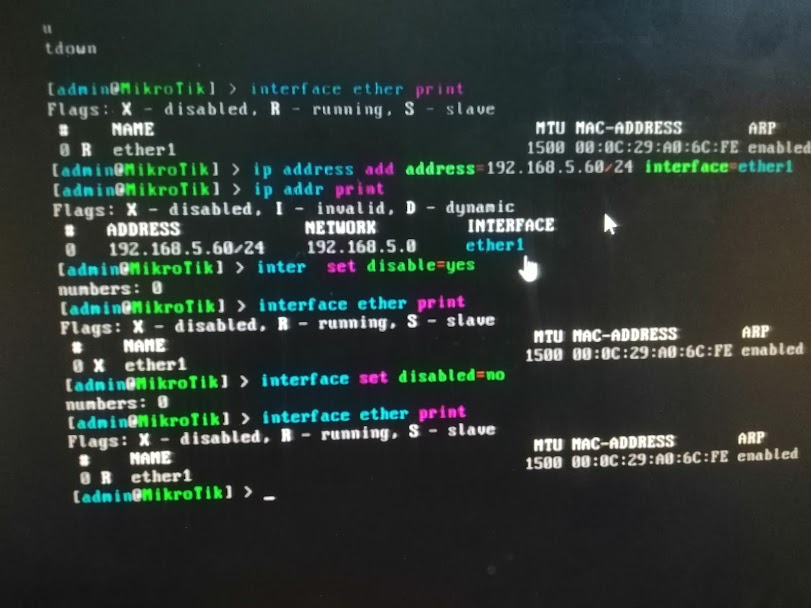 u
tdown
[admin@MikroTik] > interface ether print
Flags: X - disabled, R - running, S - slave
# NAME MTU MAC-ADDRESS ARP
0 R ether1 1500 00:0C:29:A0:6C:FE enabled
[admin@MikroTik] > ip address add address=192.168.5.60/24 interface=ether1
[admin@MikroTik] > ip addr print
Flags: X - disabled, I - invalid, D - dynamic
# ADDRESS NETWORK INTERFACE
0 192.168.5.60/24 192.168.5.0 ether1
[admin@MikroTik] > inter set disable=yes
numbers: 0
[admin@MikroTik] > interface ether print
Flags: X - disabled, R - running, S - slave
# NAME MTU MAC-ADDRESS ARP
0 X ether1 1500 00:0C:29:A0:6C:FE enabled
[admin@MikroTik] > interface set disabled=no
numbers: 0
[admin@MikroTik] > interface ether print
Flags: X - disabled, R - running, S - slave
# NAME MTU MAC-ADDRESS ARP
0 R ether1 1500 00:0C:29:A0:6C:FE enabled
[admin@MikroTik] > _